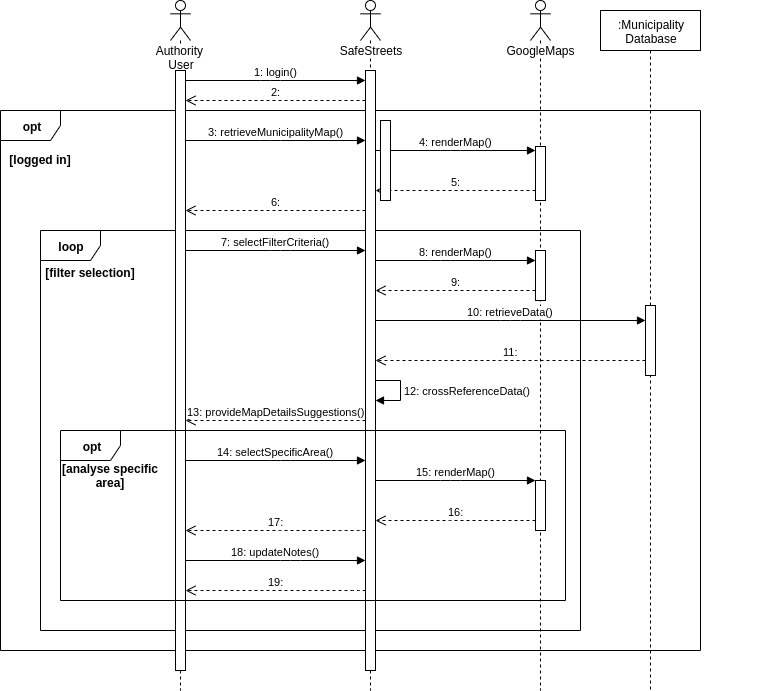 Authority
User
SafeStreets
GoogleMaps
:Municipality
Database
1: login()
2:
opt
[logged in]
3: retrieveMunicipalityMap()
4: renderMap()
5:
6:
loop
[filter selection]
7: selectFilterCriteria()
8: renderMap()
9:
10: retrieveData()
11:
12: crossReferenceData()
13: provideMapDetailsSuggestions()
opt
[analyse specific
area]
14: selectSpecificArea()
15: renderMap()
16:
17:
18: updateNotes()
19: